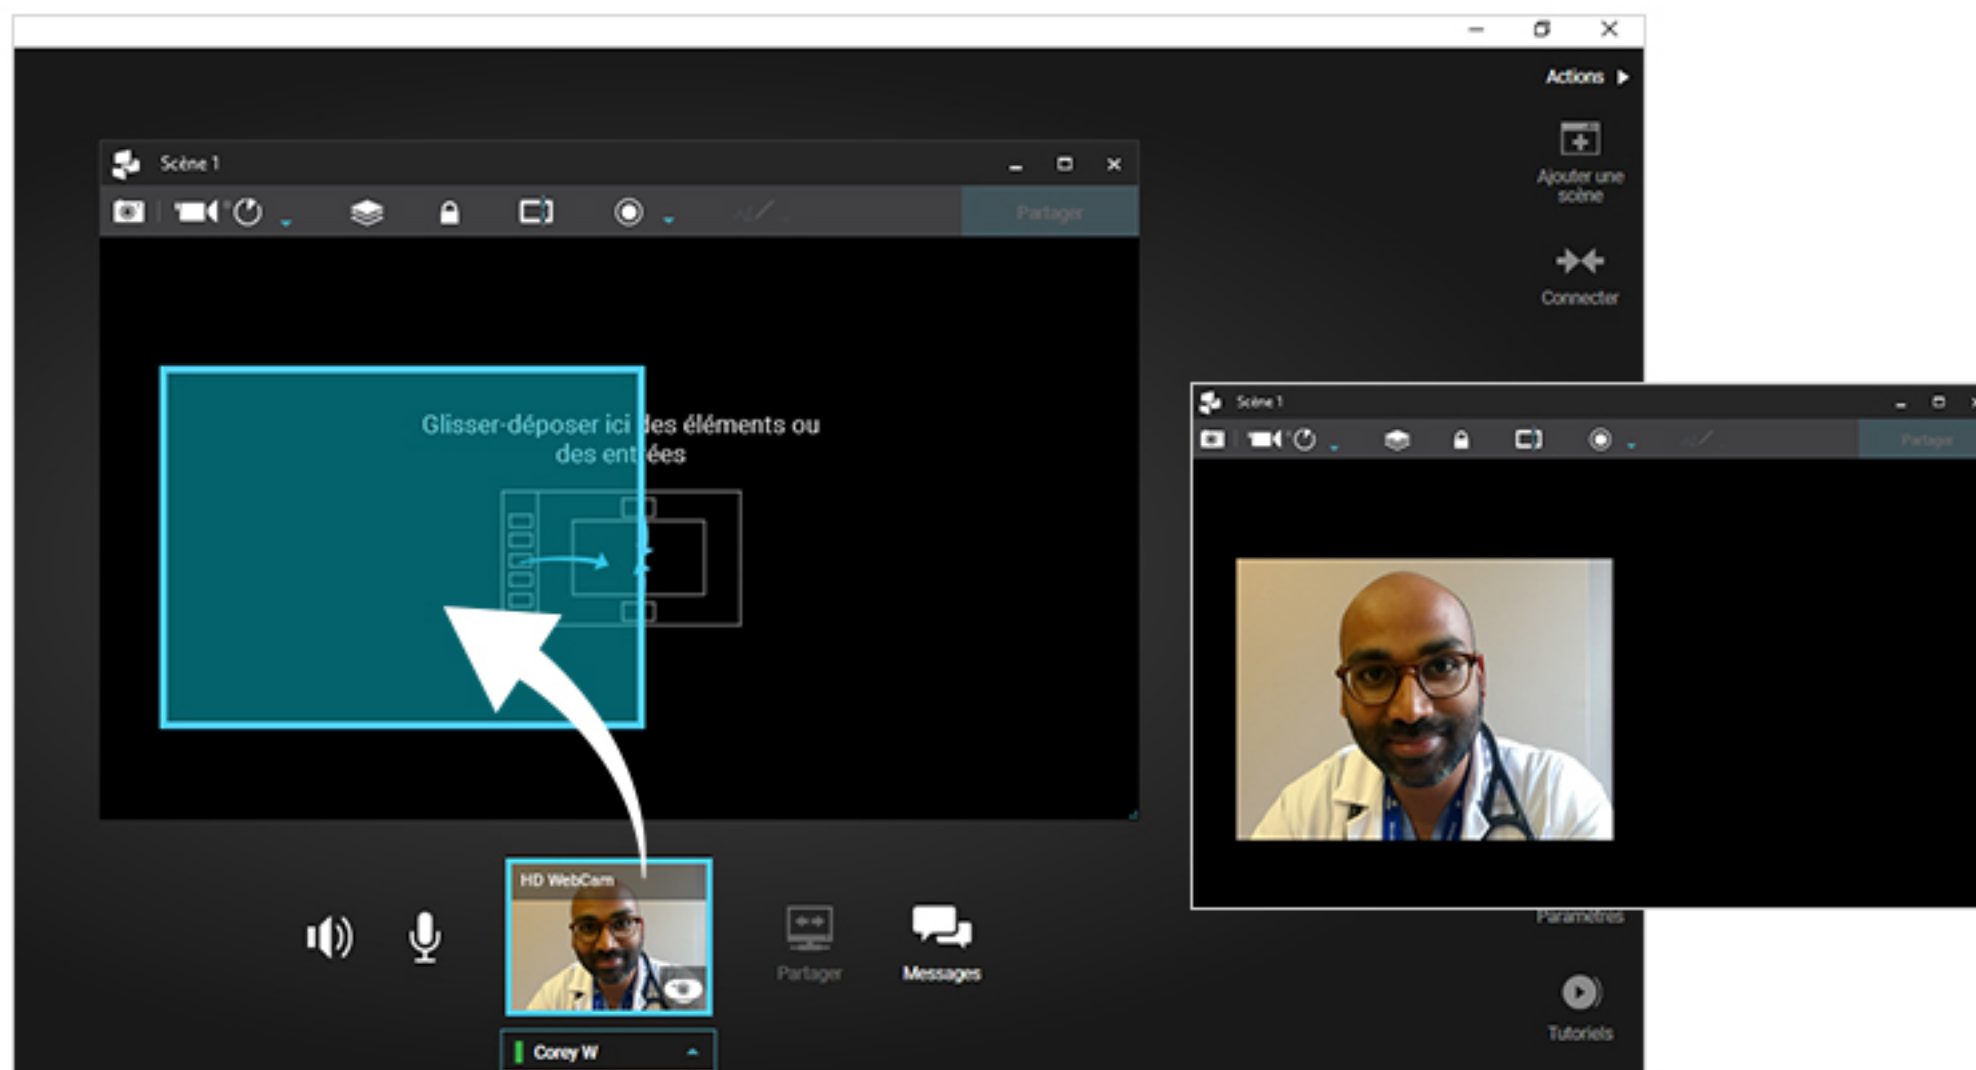 Actions
Scène 1
Ajouter une
scène
Partager
Connecter
Glisser-déposer ici des éléments ou
des entrées
Scène 1
Partager
HD WebCam
Partager
Messages
Corey W
Paramètres
Tutoriels